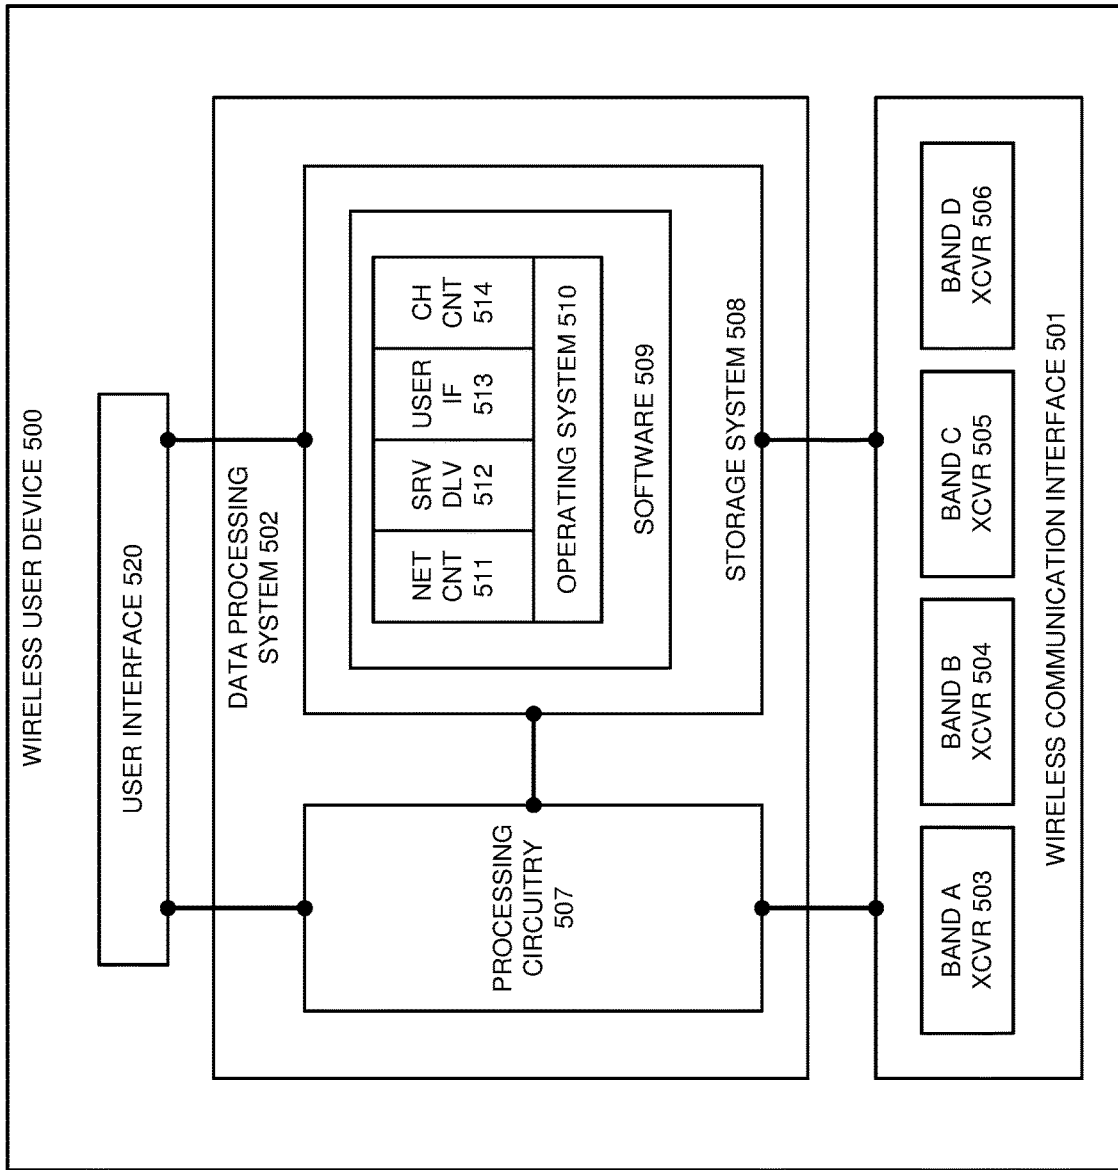 WIRELESS USER DEVICE 500
USER INTERFACE 520
DATA PROCESSING
SYSTEM 502
PROCESSING
CIRCUITRY
507
NET
CNT
511
SRV
DLV
512
USER
IF
513
CH
CNT
514
OPERATING SYSTEM 510
SOFTWARE 509
STORAGE SYSTEM 508
BAND A
XCVR 503
BAND B
XCVR 504
BAND C
XCVR 505
BAND D
XCVR 506
WIRELESS COMMUNICATION INTERFACE 501